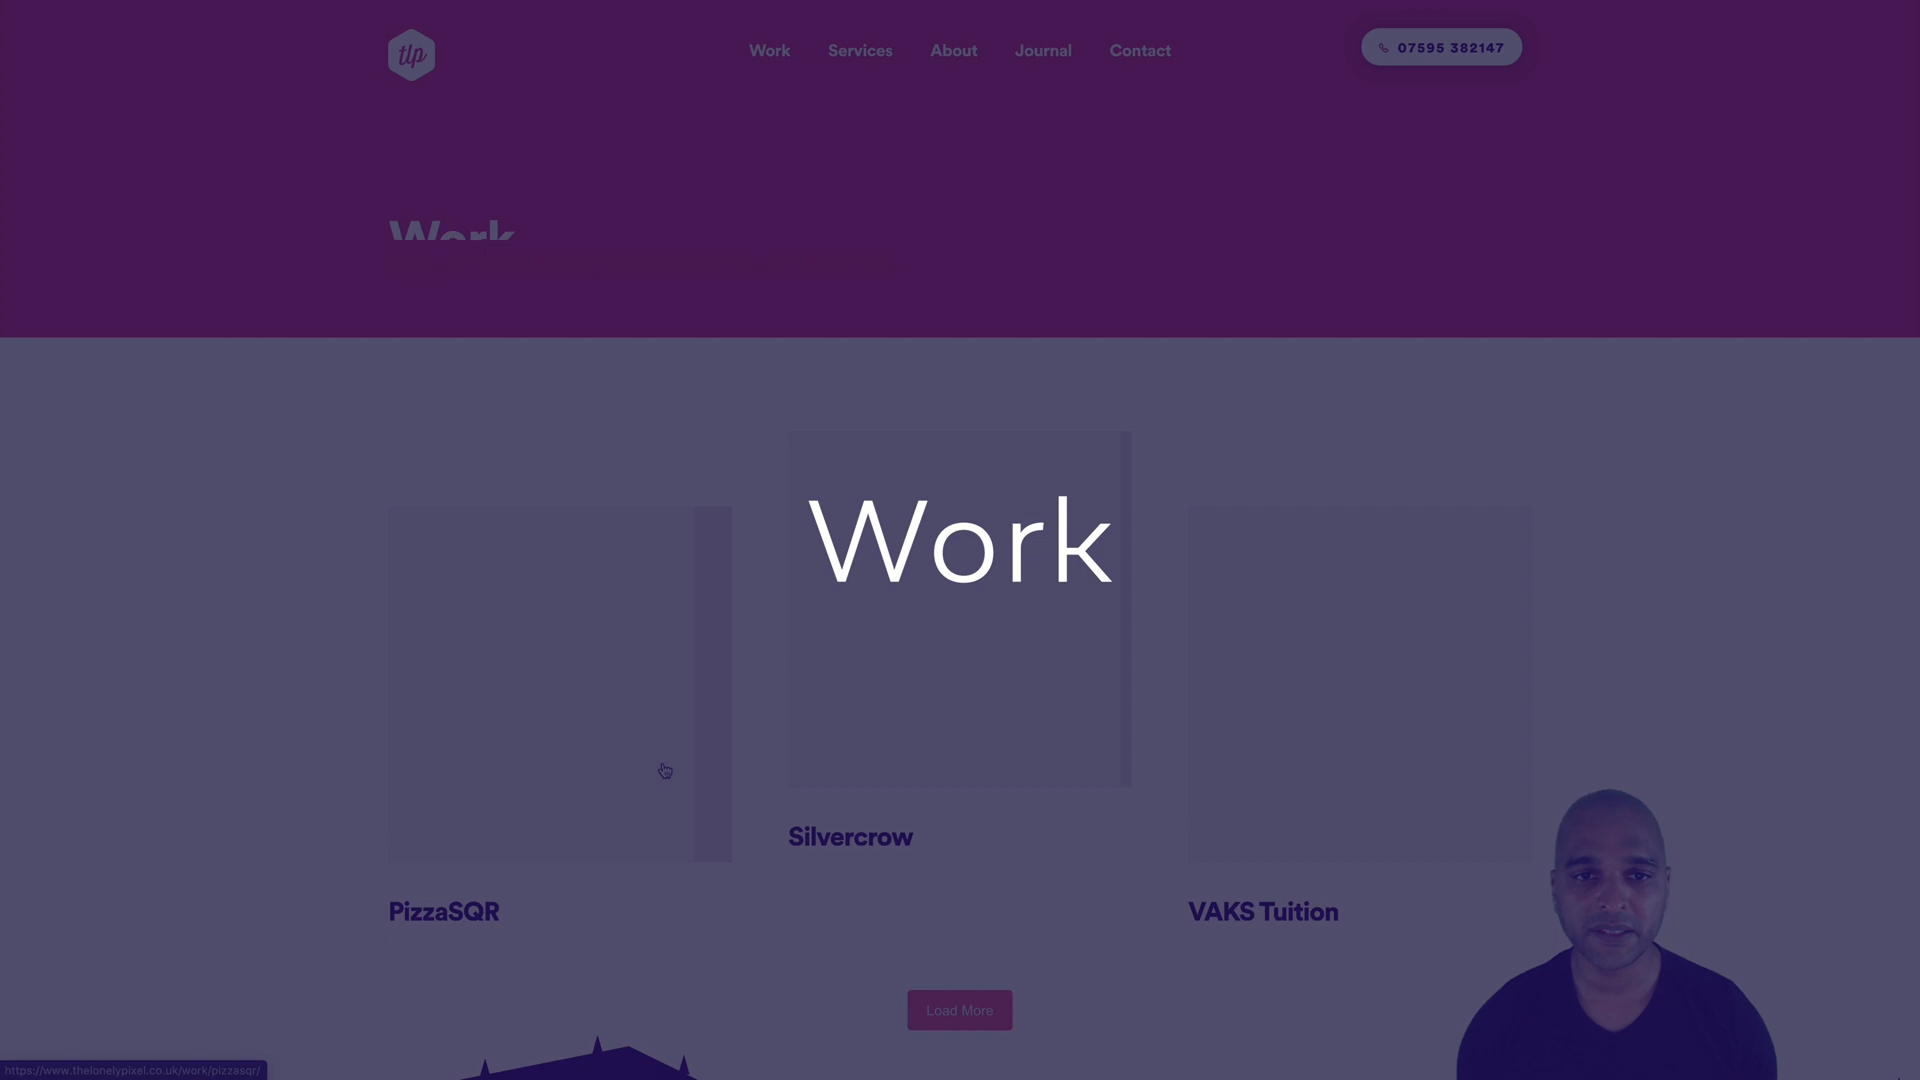 tlp
Work
Services
About
Journal
Contact
07595 382147
Work
Work
Silvercrow
PizzaSQR
VAKS Tuition
Load More
https://www.thelonelypixel.co.uk/work/pizzasqr/